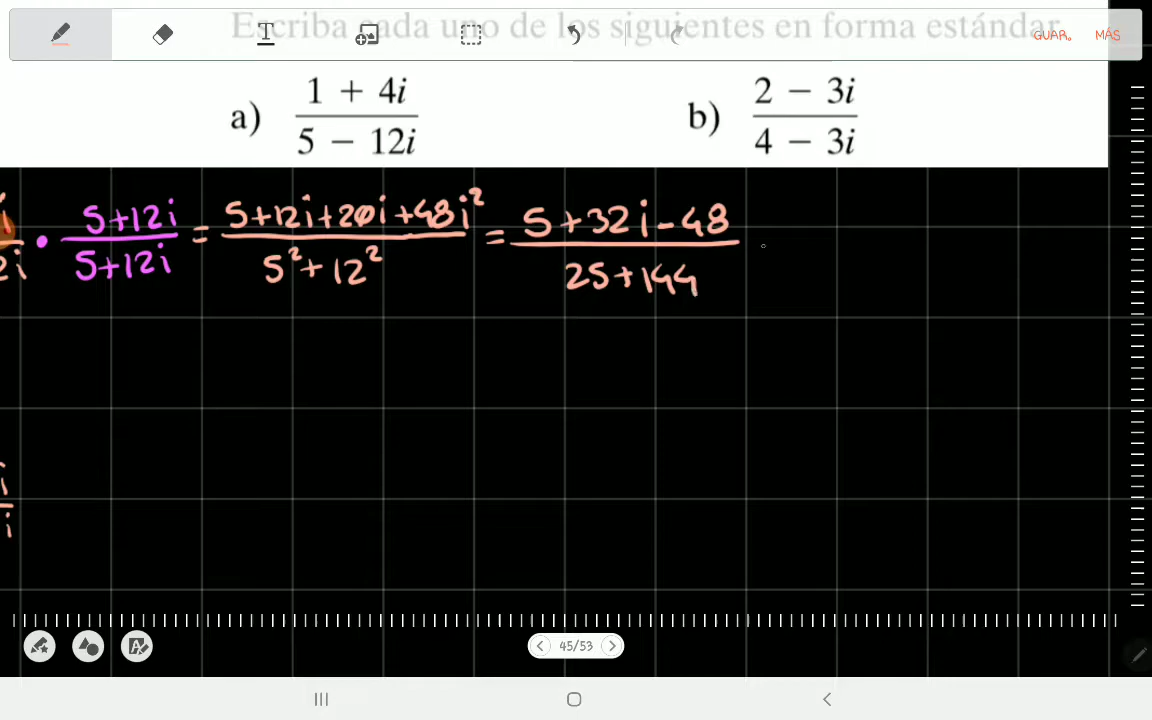 Escriba cada uno de los siguientes en forma estándar
T GUAR. MÁS
a) (1 + 4i)/(5 − 12i) b) (2 − 3i)/(4 − 3i)
i/2i • (5+12i)/(5+12i) = (5+12i+20i+48i²)/(5²+12²) = (5+32i−48)/(25+144)
i/i
45/53